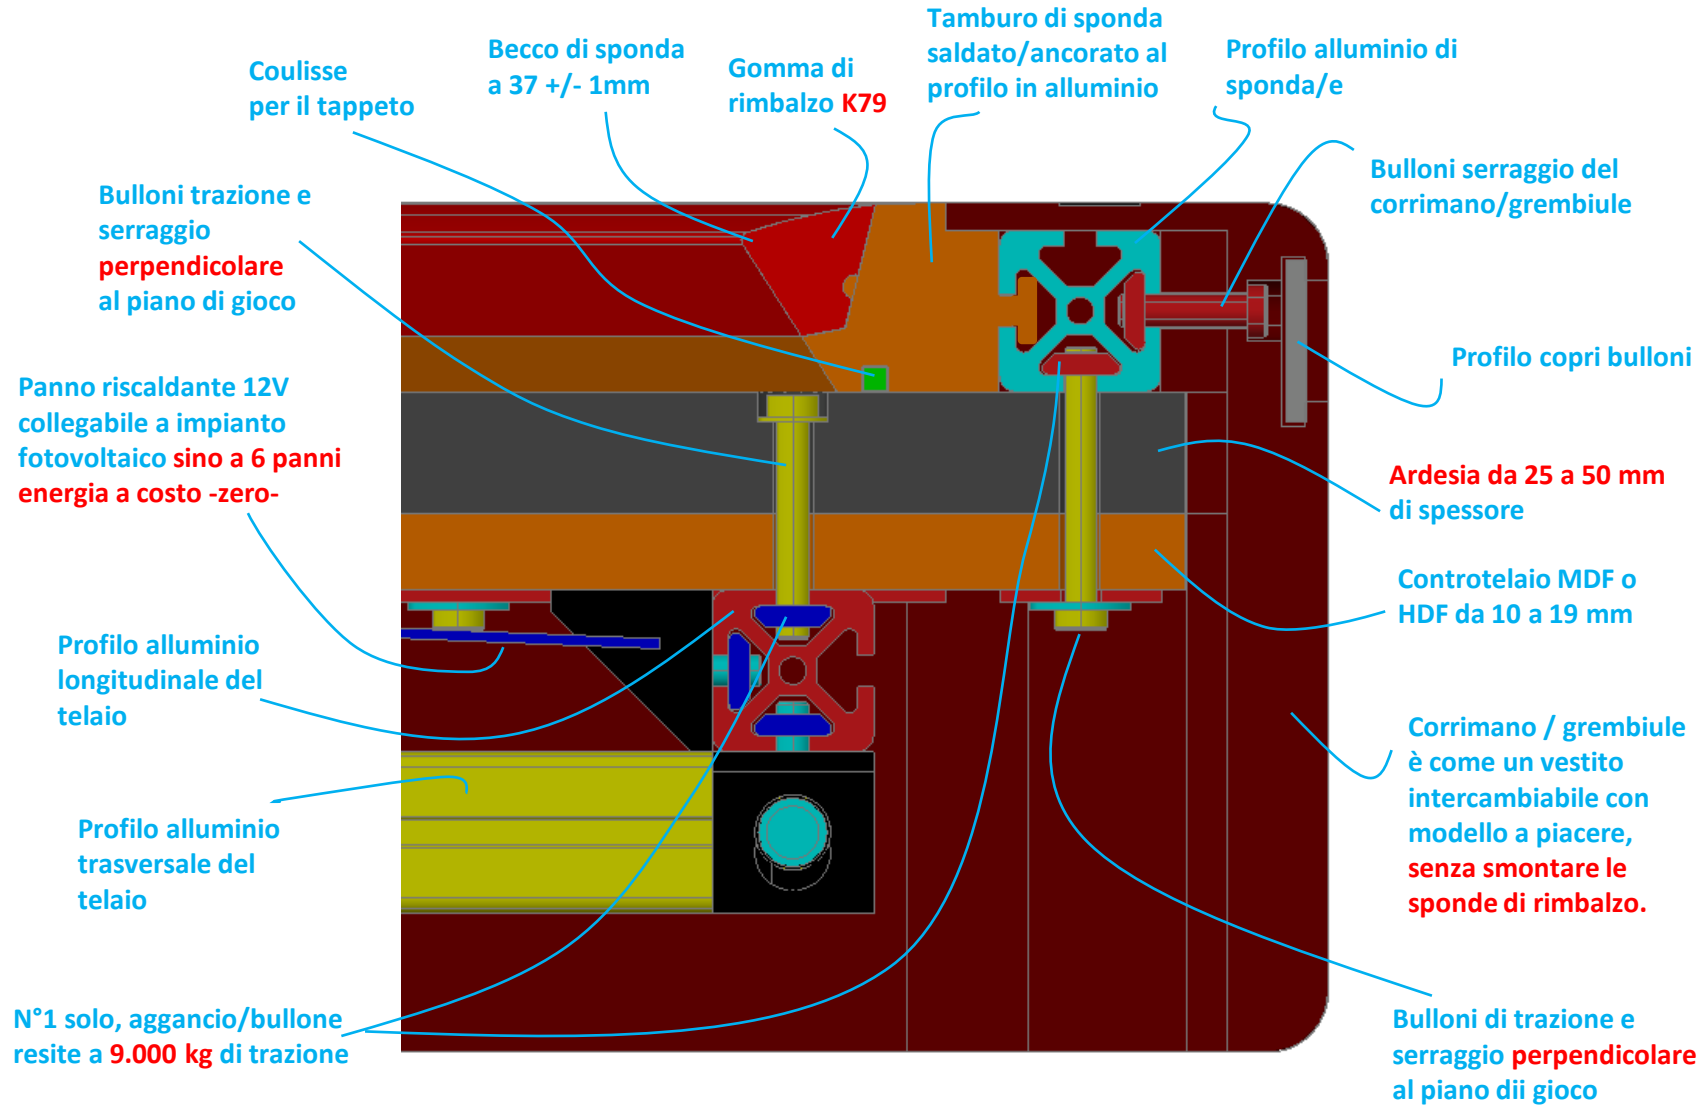 Coulisse
per il tappeto
Becco di sponda
a 37 +/- 1mm
Gomma di
rimbalzo K79
Tamburo di sponda
saldato/ancorato al
profilo in alluminio
Profilo alluminio di
sponda/e
Bulloni serraggio del
corrimano/grembiule
Bulloni trazione e
serraggio
perpendicolare
al piano di gioco
Profilo copri bulloni
Panno riscaldante 12V
collegabile a impianto
fotovoltaico sino a 6 panni
energia a costo -zero-
Ardesia da 25 a 50 mm
di spessore
Controtelaio MDF o
HDF da 10 a 19 mm
Profilo alluminio
longitudinale del
telaio
Corrimano / grembiule
è come un vestito
intercambiabile con
modello a piacere,
senza smontare le
sponde di rimbalzo.
Profilo alluminio
trasversale del
telaio
N°1 solo, aggancio/bullone
resite a 9.000 kg di trazione
Bulloni di trazione e
serraggio perpendicolare
al piano dii gioco